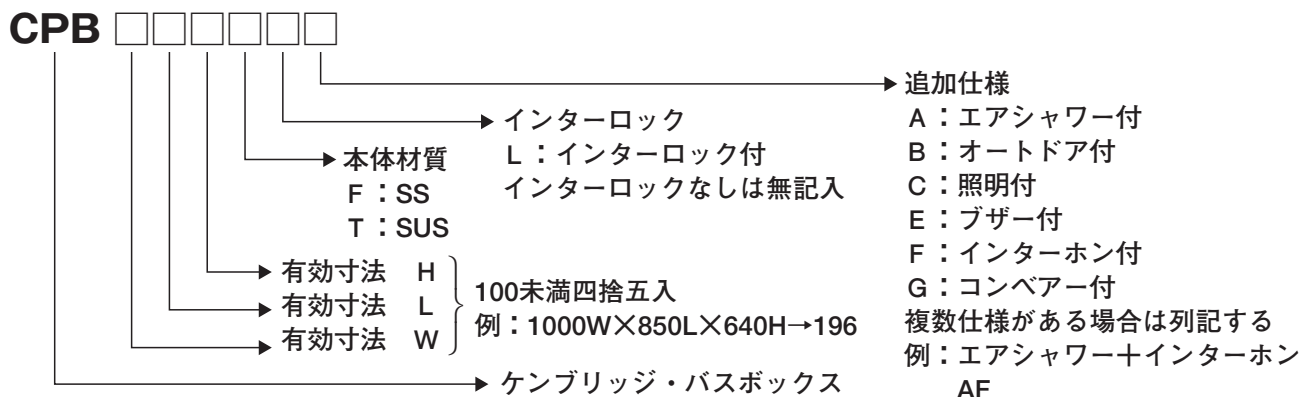 CPB □□□□□□
追加仕様
A：エアシャワー付
B：オートドア付
C：照明付
E：ブザー付
F：インターホン付
G：コンベアー付
複数仕様がある場合は列記する
例：エアシャワー＋インターホン
AF
インターロック
L：インターロック付
インターロックなしは無記入
本体材質
F：SS
T：SUS
有効寸法 H
有効寸法 L
有効寸法 W
100未満四捨五入
例：1000W×850L×640H→196
ケンブリッジ・バスボックス